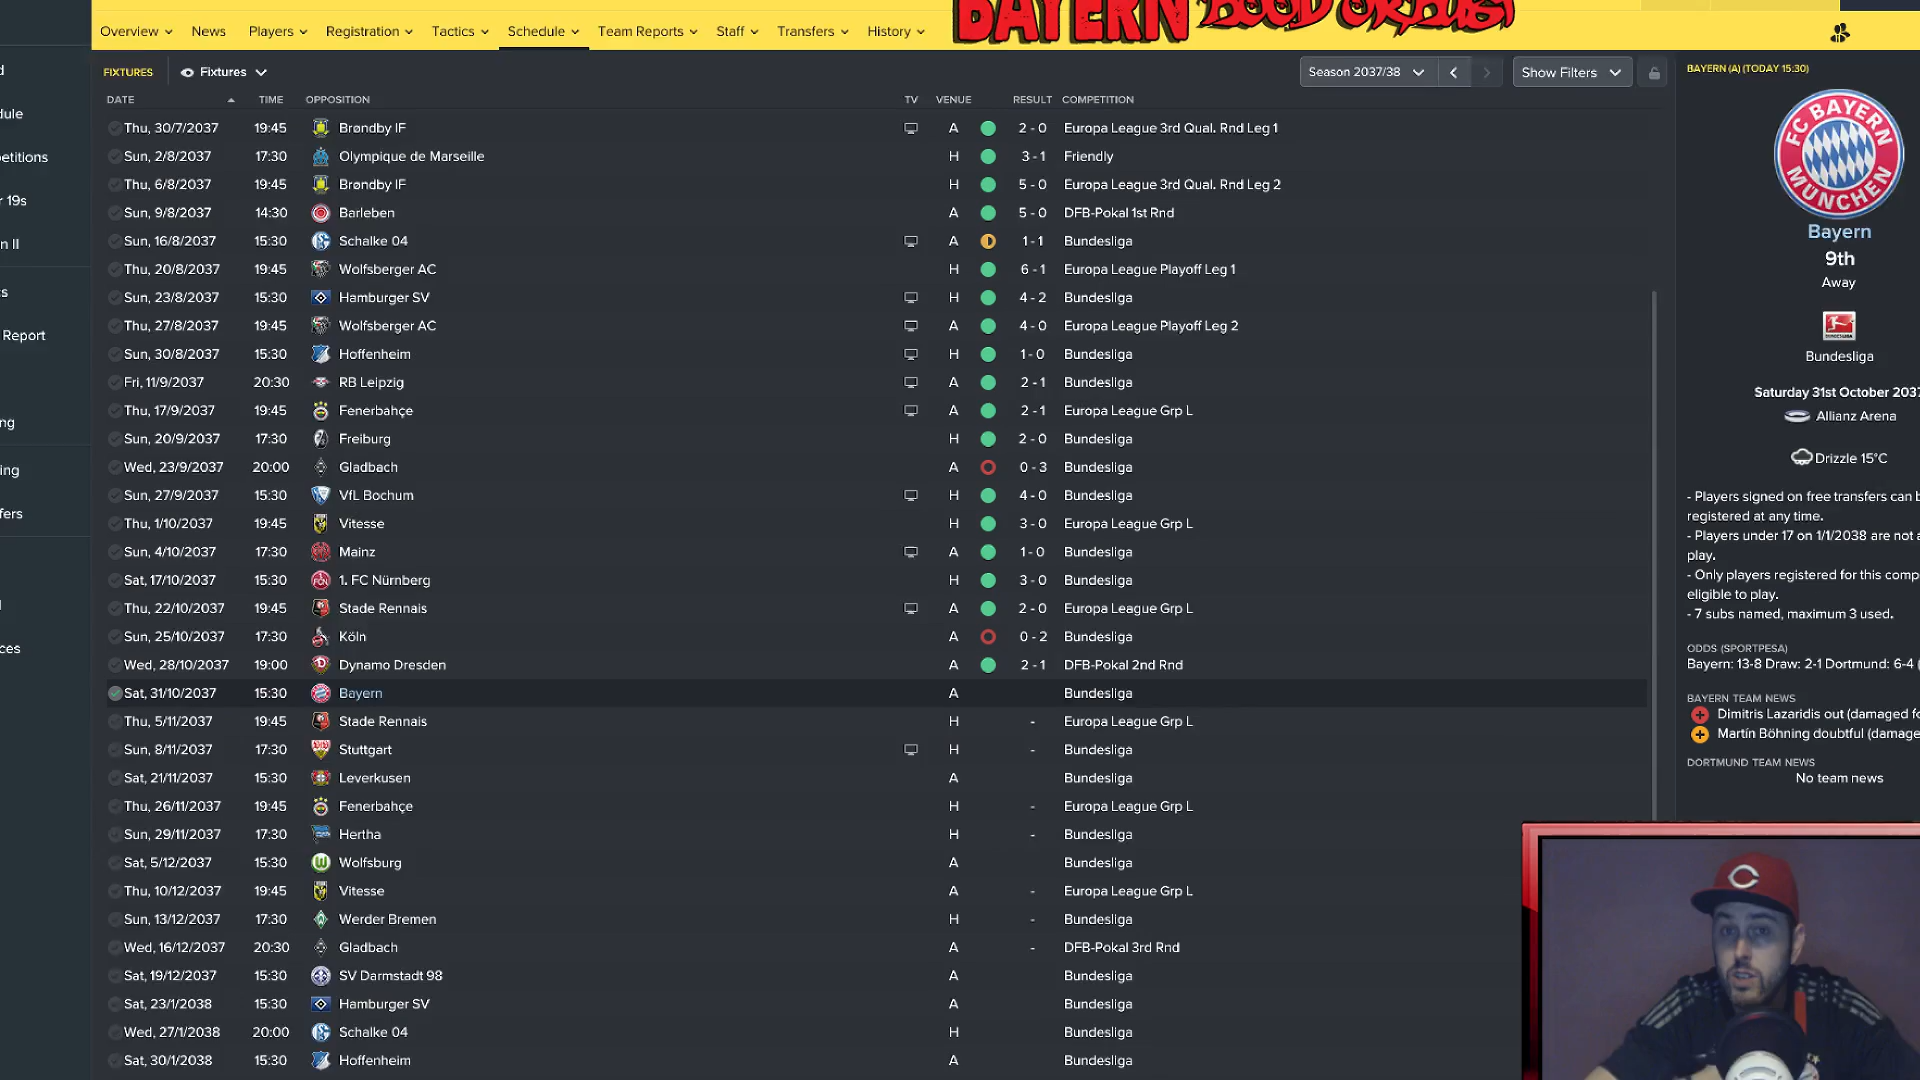 BAYERN
BOOD OR BUST
Overview News Players Registration Tactics Schedule Team Reports Staff Transfers History
FIXTURES Fixtures Season 2037/38 Show Filters
DATE TIME OPPOSITION TV VENUE RESULT COMPETITION
Thu, 30/7/2037 19:45 Brøndby IF A 2 - 0 Europa League 3rd Qual. Rnd Leg 1
Sun, 2/8/2037 17:30 Olympique de Marseille H 3 - 1 Friendly
Thu, 6/8/2037 19:45 Brøndby IF H 5 - 0 Europa League 3rd Qual. Rnd Leg 2
Sun, 9/8/2037 14:30 Barleben A 5 - 0 DFB-Pokal 1st Rnd
Sun, 16/8/2037 15:30 Schalke 04 A 1 - 1 Bundesliga
Thu, 20/8/2037 19:45 Wolfsberger AC H 6 - 1 Europa League Playoff Leg 1
Sun, 23/8/2037 15:30 Hamburger SV H 4 - 2 Bundesliga
Thu, 27/8/2037 19:45 Wolfsberger AC A 4 - 0 Europa League Playoff Leg 2
Sun, 30/8/2037 15:30 Hoffenheim H 1 - 0 Bundesliga
Fri, 11/9/2037 20:30 RB Leipzig A 2 - 1 Bundesliga
Thu, 17/9/2037 19:45 Fenerbahçe A 2 - 1 Europa League Grp L
Sun, 20/9/2037 17:30 Freiburg H 2 - 0 Bundesliga
Wed, 23/9/2037 20:00 Gladbach A 0 - 3 Bundesliga
Sun, 27/9/2037 15:30 VfL Bochum H 4 - 0 Bundesliga
Thu, 1/10/2037 19:45 Vitesse H 3 - 0 Europa League Grp L
Sun, 4/10/2037 17:30 Mainz A 1 - 0 Bundesliga
Sat, 17/10/2037 15:30 1. FC Nürnberg H 3 - 0 Bundesliga
Thu, 22/10/2037 19:45 Stade Rennais A 2 - 0 Europa League Grp L
Sun, 25/10/2037 17:30 Köln A 0 - 2 Bundesliga
Wed, 28/10/2037 19:00 Dynamo Dresden A 2 - 1 DFB-Pokal 2nd Rnd
Sat, 31/10/2037 15:30 Bayern A Bundesliga
Thu, 5/11/2037 19:45 Stade Rennais H - Europa League Grp L
Sun, 8/11/2037 17:30 Stuttgart H - Bundesliga
Sat, 21/11/2037 15:30 Leverkusen A Bundesliga
Thu, 26/11/2037 19:45 Fenerbahçe H - Europa League Grp L
Sun, 29/11/2037 17:30 Hertha H - Bundesliga
Sat, 5/12/2037 15:30 Wolfsburg A Bundesliga
Thu, 10/12/2037 19:45 Vitesse A - Europa League Grp L
Sun, 13/12/2037 17:30 Werder Bremen H - Bundesliga
Wed, 16/12/2037 20:30 Gladbach A - DFB-Pokal 3rd Rnd
Sat, 19/12/2037 15:30 SV Darmstadt 98 A Bundesliga
Sat, 23/1/2038 15:30 Hamburger SV A Bundesliga
Wed, 27/1/2038 20:00 Schalke 04 H Bundesliga
Sat, 30/1/2038 15:30 Hoffenheim A Bundesliga
d
dule
etitions
r 19s
n II
s
Report
ng
ing
fers
l
ces
BAYERN (A) (TODAY 15:30)
FC BAYERN
MÜNCHEN
Bayern
9th
Away
Bundesliga
Saturday 31st October 2037
Allianz Arena
Drizzle 15°C
- Players signed on free transfers can b
registered at any time.
- Players under 17 on 1/1/2038 are not a
play.
- Only players registered for this comp
eligible to play.
- 7 subs named, maximum 3 used.
ODDS (SPORTPESA)
Bayern: 13-8 Draw: 2-1 Dortmund: 6-4 (
BAYERN TEAM NEWS
Dimitris Lazaridis out (damaged fo
Martín Böhning doubtful (damage
DORTMUND TEAM NEWS
No team news